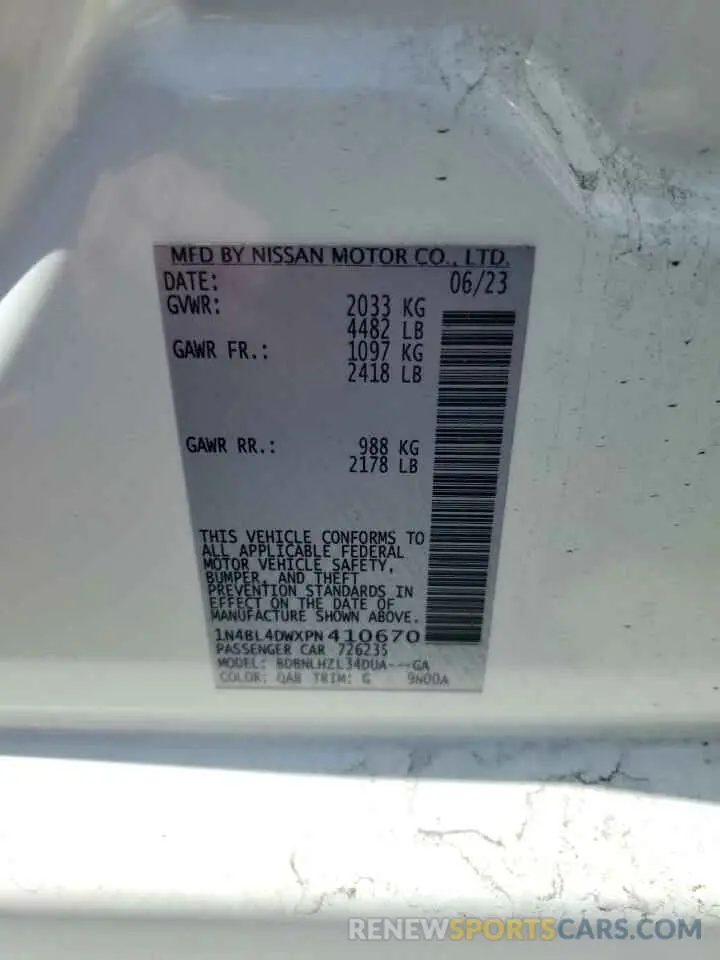 MFD BY NISSAN MOTOR CO., LTD.
DATE: 06/23
GVWR: 2033 KG
4482 LB
GAWR FR.: 1097 KG
2418 LB
GAWR RR.: 988 KG
2178 LB
THIS VEHICLE CONFORMS TO
ALL APPLICABLE FEDERAL
MOTOR VEHICLE SAFETY,
BUMPER, AND THEFT
PREVENTION STANDARDS IN
EFFECT ON THE DATE OF
MANUFACTURE SHOWN ABOVE.
1N4BL4DWXPN410670
PASSENGER CAR 726235
MODEL: BDBNLHZL34DUA---GA
COLOR: QAB TRIM: G 9N00A
RENEWSPORTSCARS.COM